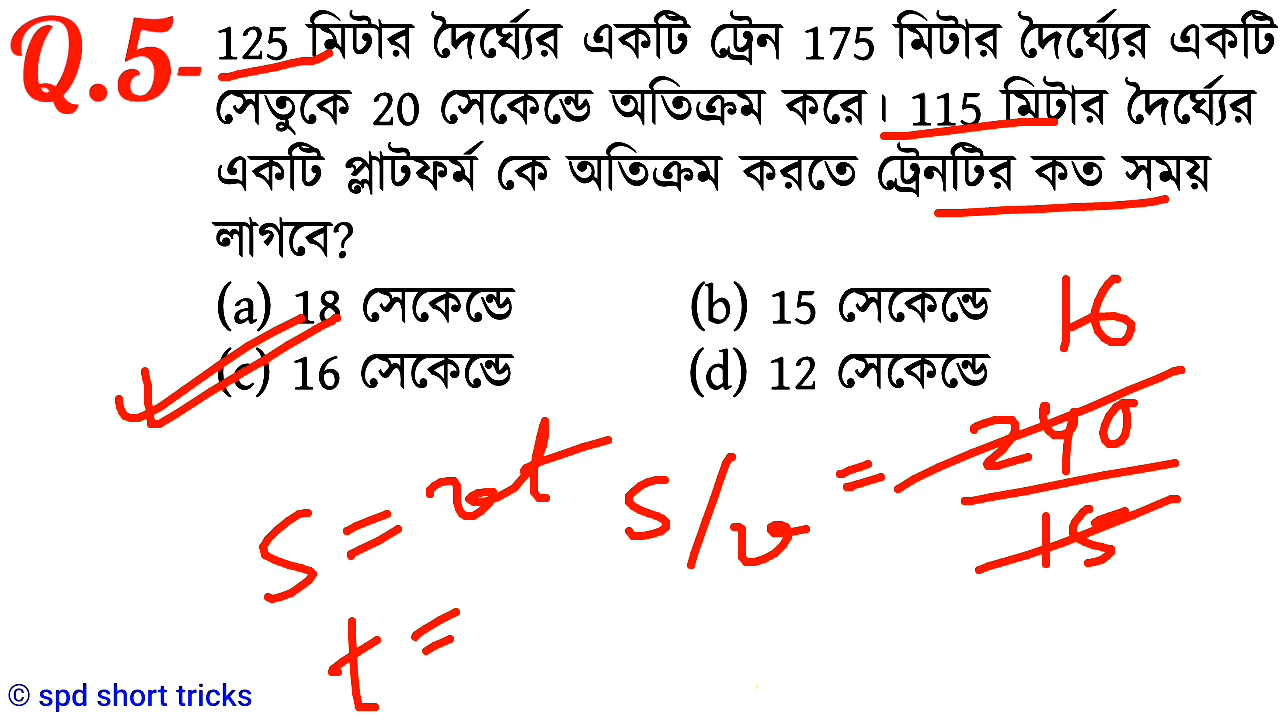 Q.5- 125 মিটার দৈর্ঘ্যের একটি ট্রেন 175 মিটার দৈর্ঘ্যের একটি
সেতুকে 20 সেকেন্ডে অতিক্রম করে। 115 মিটার দৈর্ঘ্যের
একটি প্লাটফর্ম কে অতিক্রম করতে ট্রেনটির কত সময়
লাগবে?
(a) 18 সেকেন্ডে (b) 15 সেকেন্ডে
(c) 16 সেকেন্ডে (d) 12 সেকেন্ডে
16
S = vt S/v = 240/15
t =
© spd short tricks